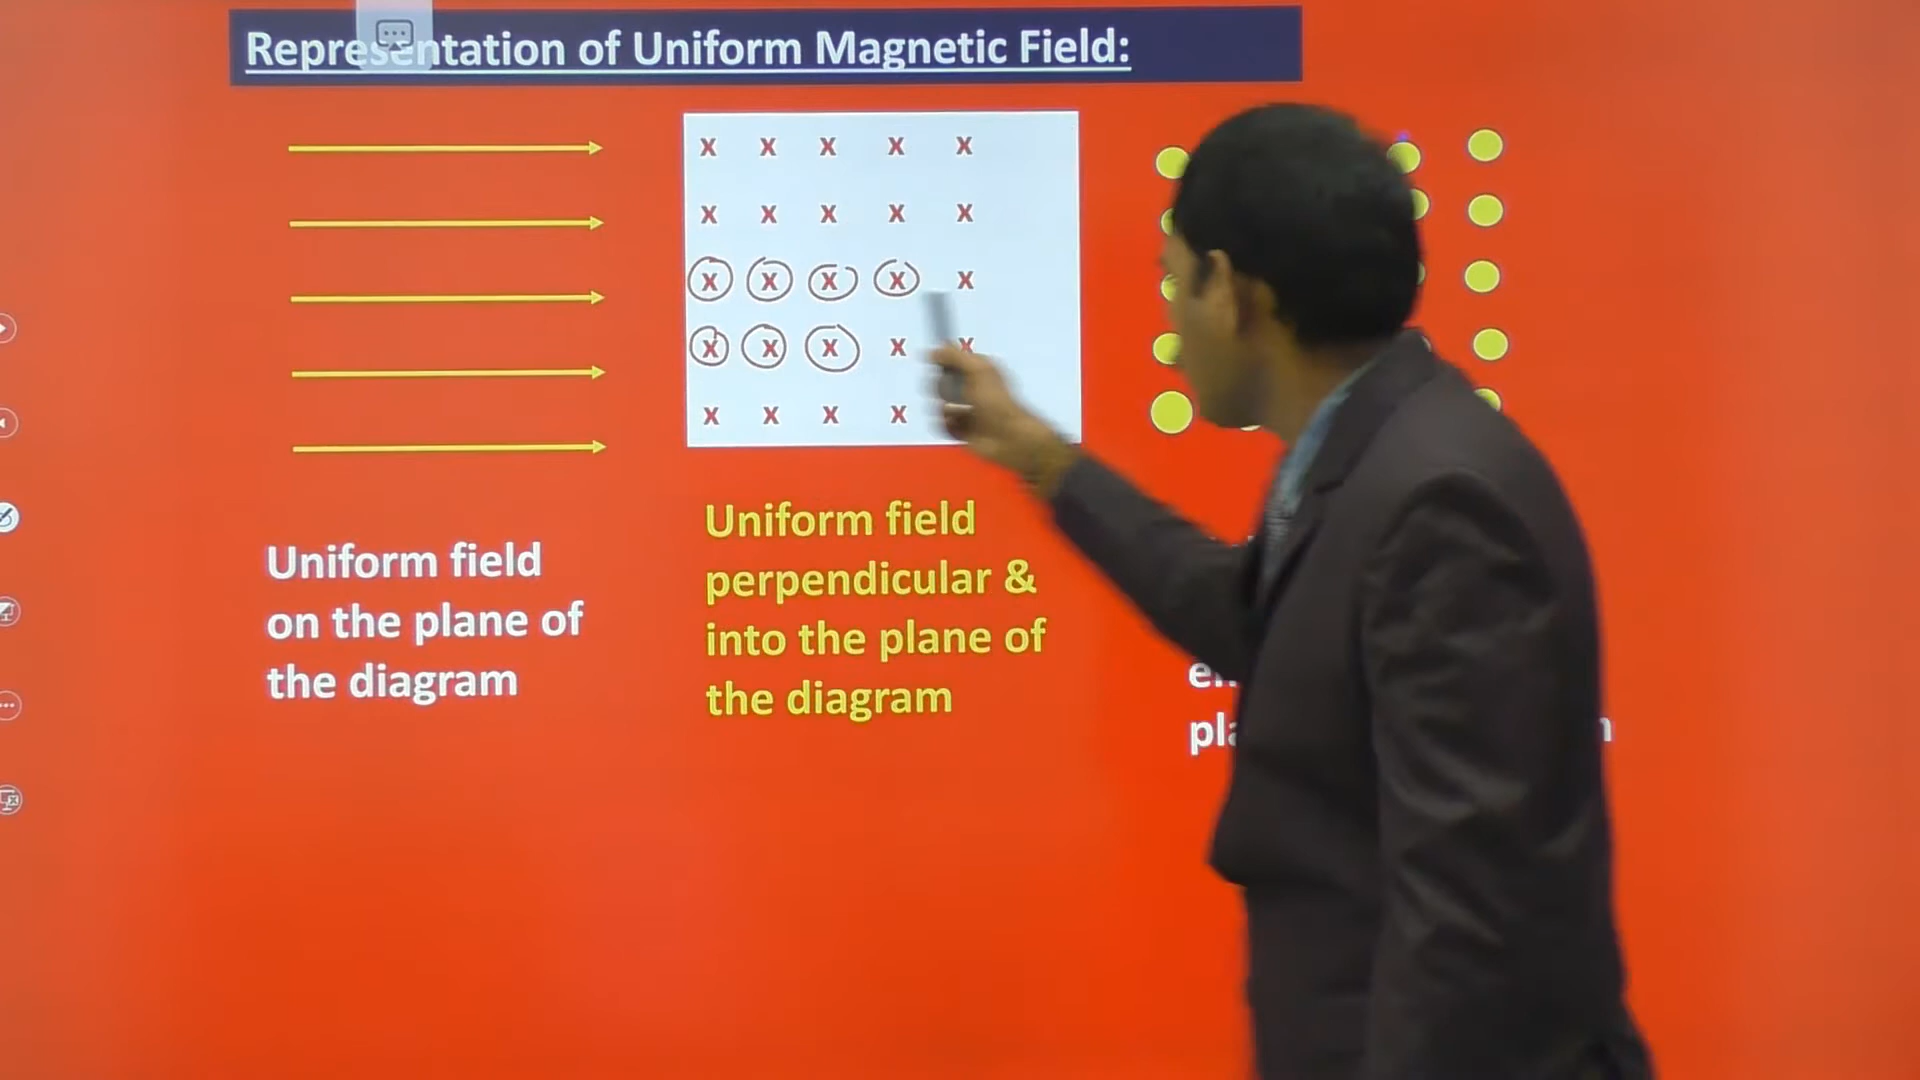 Representation of Uniform Magnetic Field:
x x x x x
x x x x x
x x x x x
x x x x x
x x x x
Uniform field
on the plane of
the diagram
Uniform field
perpendicular &
into the plane of
the diagram